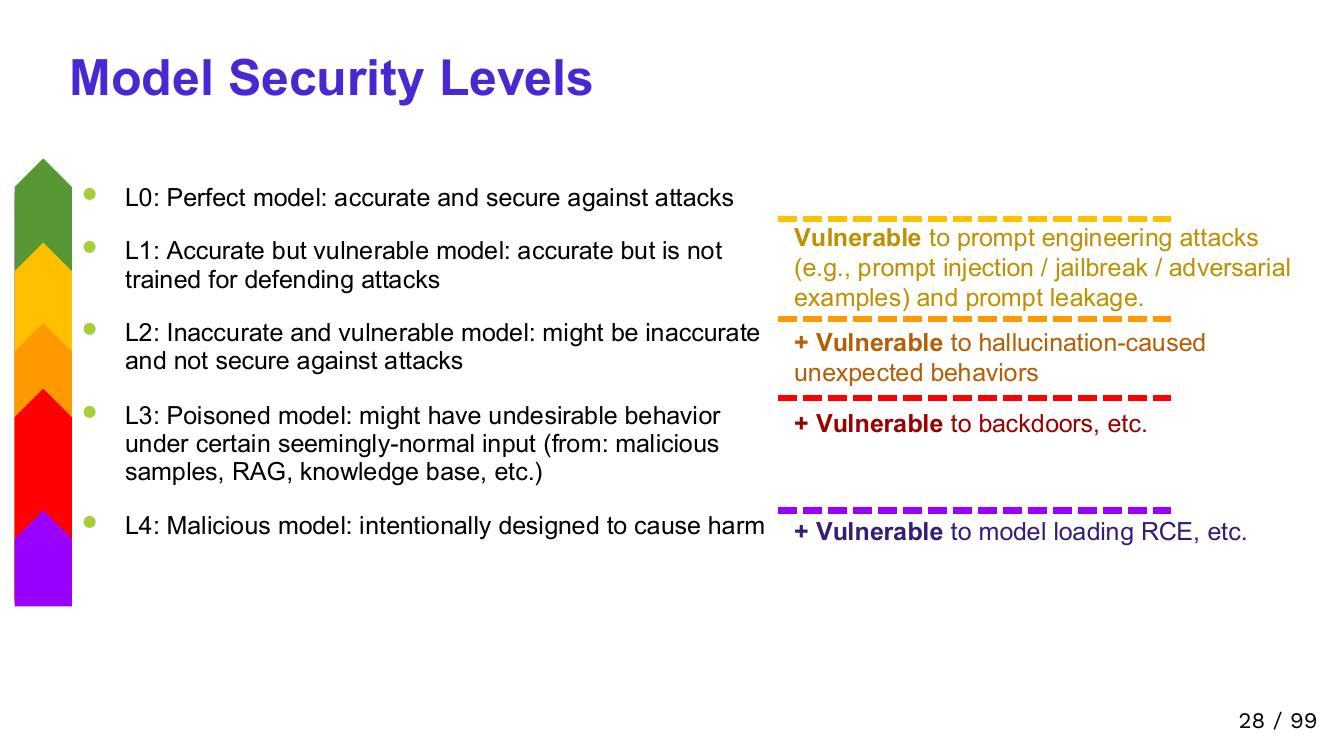 Model Security Levels
L0: Perfect model: accurate and secure against attacks
L1: Accurate but vulnerable model: accurate but is not
trained for defending attacks
L2: Inaccurate and vulnerable model: might be inaccurate
and not secure against attacks
L3: Poisoned model: might have undesirable behavior
under certain seemingly-normal input (from: malicious
samples, RAG, knowledge base, etc.)
L4: Malicious model: intentionally designed to cause harm
Vulnerable to prompt engineering attacks
(e.g., prompt injection / jailbreak / adversarial
examples) and prompt leakage.
+ Vulnerable to hallucination-caused
unexpected behaviors
+ Vulnerable to backdoors, etc.
+ Vulnerable to model loading RCE, etc.
28 / 99